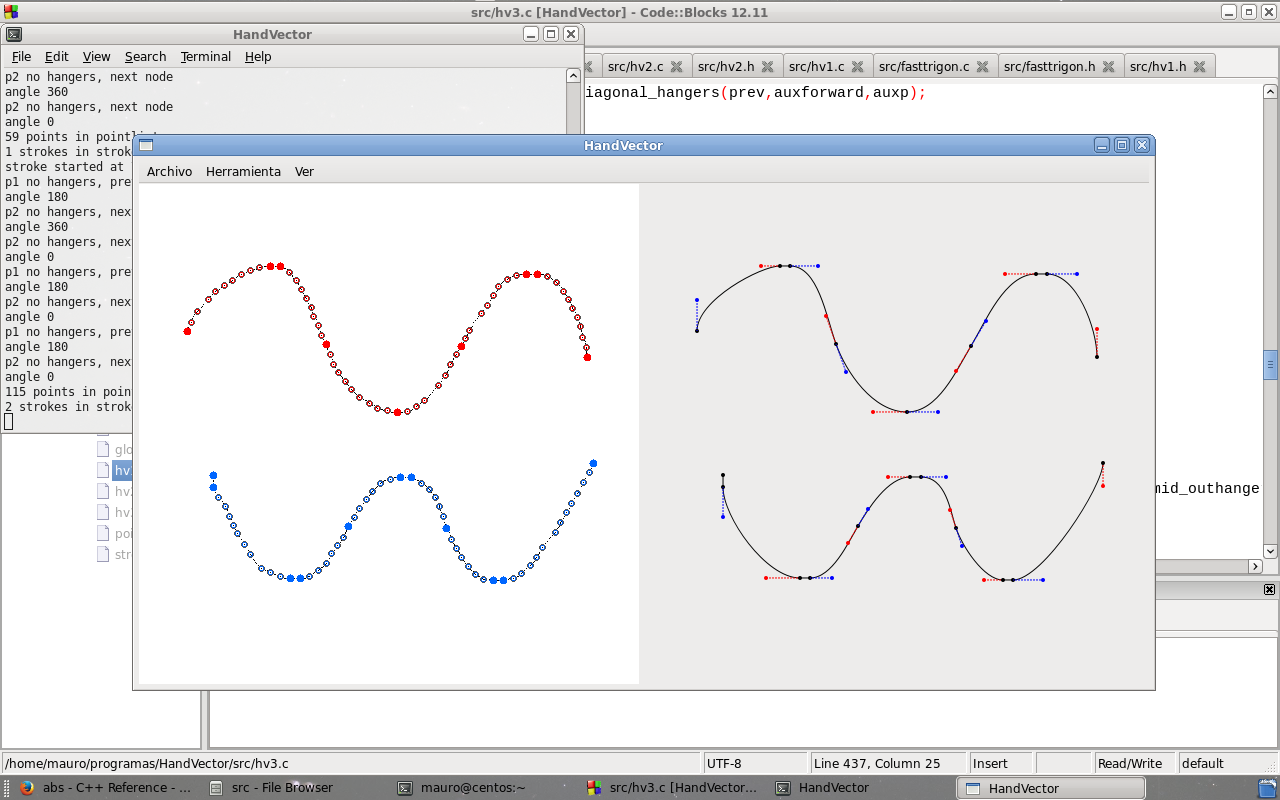 src/hv3.c [HandVector] - Code::Blocks 12.11
HandVector
File Edit View Search Terminal Help
src/hv2.c src/hv2.h src/hv1.c src/fasttrigon.c src/fasttrigon.h src/hv1.h
iagonal_hangers(prev,auxforward,auxp);
p2 no hangers, next node
angle 360
p2 no hangers, next node
angle 0
59 points in pointli
1 strokes in strok
stroke started at
p1 no hangers, pre
angle 180
p2 no hangers, nex
angle 360
p2 no hangers, nex
angle 0
p1 no hangers, pre
angle 180
p2 no hangers, nex
angle 0
p1 no hangers, pre
angle 180
p2 no hangers, nex
angle 0
115 points in poin
2 strokes in strok
HandVector
Archivo Herramienta Ver
glo
hv
hv2
hv
poi
str
mid_outhange
/home/mauro/programas/HandVector/src/hv3.c UTF-8 Line 437, Column 25 Insert Read/Write default
abs - C++ Reference - ... src - File Browser mauro@centos:~ src/hv3.c [HandVector... HandVector HandVector